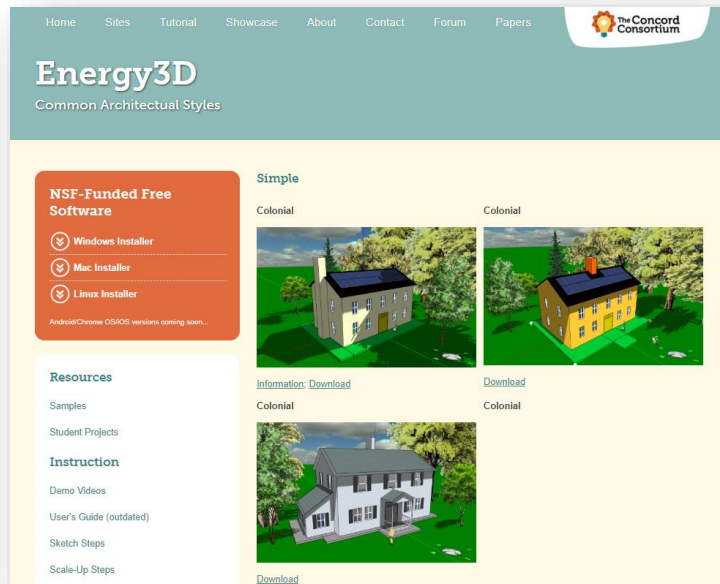 Home Sites Tutorial Showcase About Contact Forum Papers
The Concord
Consortium
Energy3D
Common Architectual Styles
NSF-Funded Free
Software
Windows Installer
Mac Installer
Linux Installer
Android/Chrome OS/iOS versions coming soon...
Resources
Samples
Student Projects
Instruction
Demo Videos
User's Guide (outdated)
Sketch Steps
Scale-Up Steps
Simple
Colonial Colonial
Information; Download Download
Colonial Colonial
Download